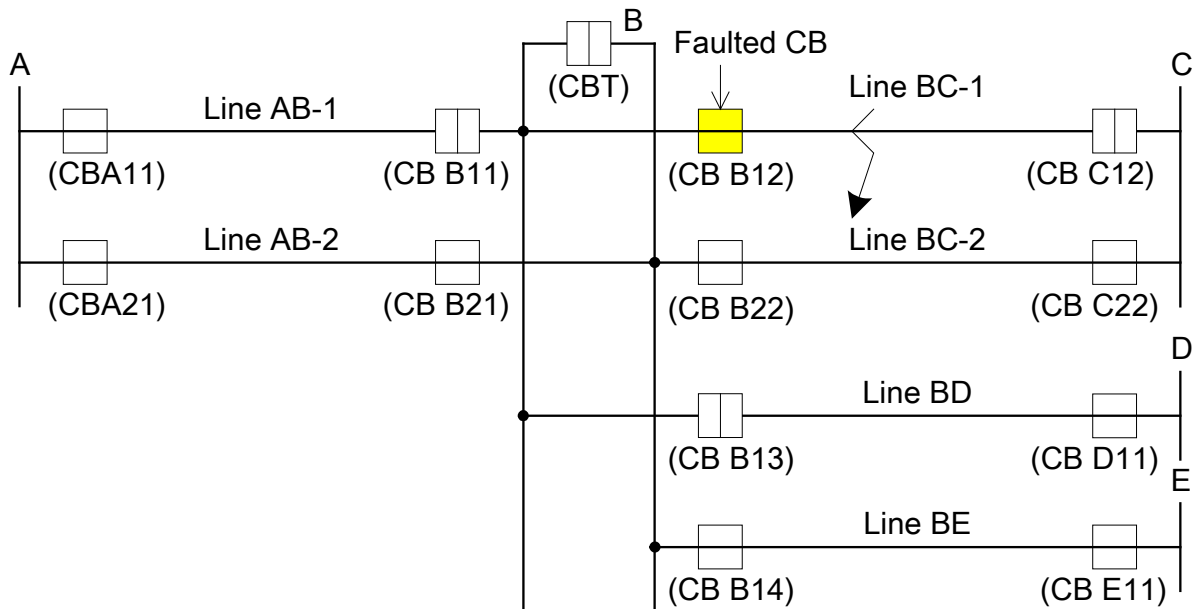 B
Faulted CB
A
C
(CBT)
Line AB-1
Line BC-1
(CBA11)
(CB B11)
(CB B12)
(CB C12)
Line AB-2
Line BC-2
(CBA21)
(CB B21)
(CB B22)
(CB C22)
D
Line BD
(CB B13)
(CB D11)
E
Line BE
(CB B14)
(CB E11)